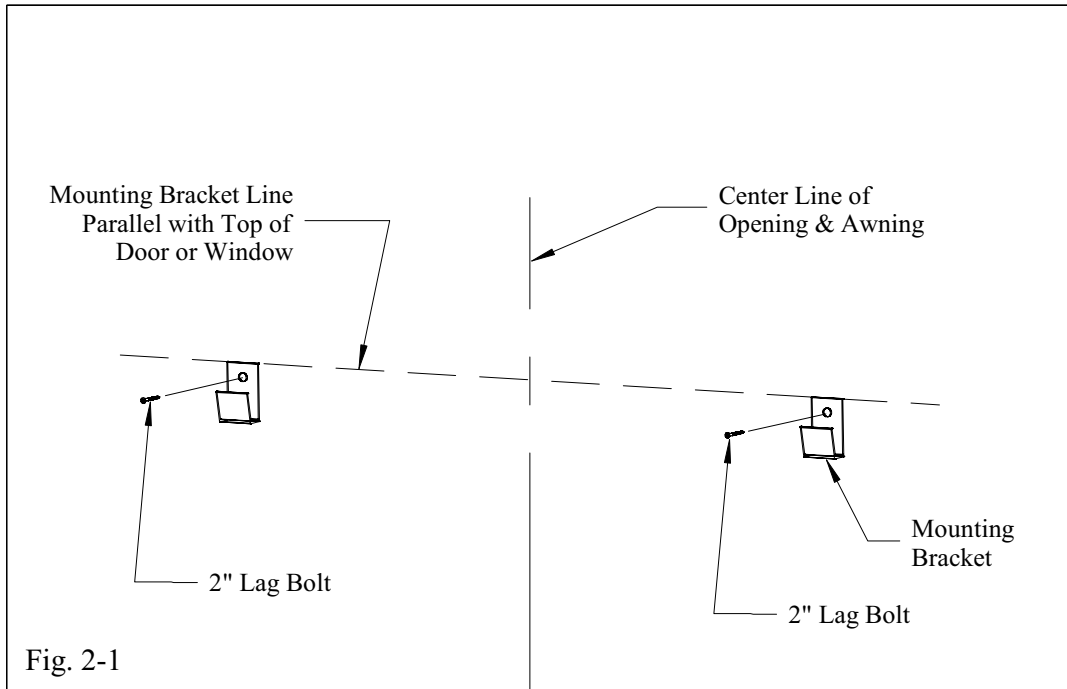 Mounting Bracket Line
Parallel with Top of
Door or Window
Center Line of
Opening & Awning
Mounting
Bracket
2" Lag Bolt
2" Lag Bolt
Fig. 2-1